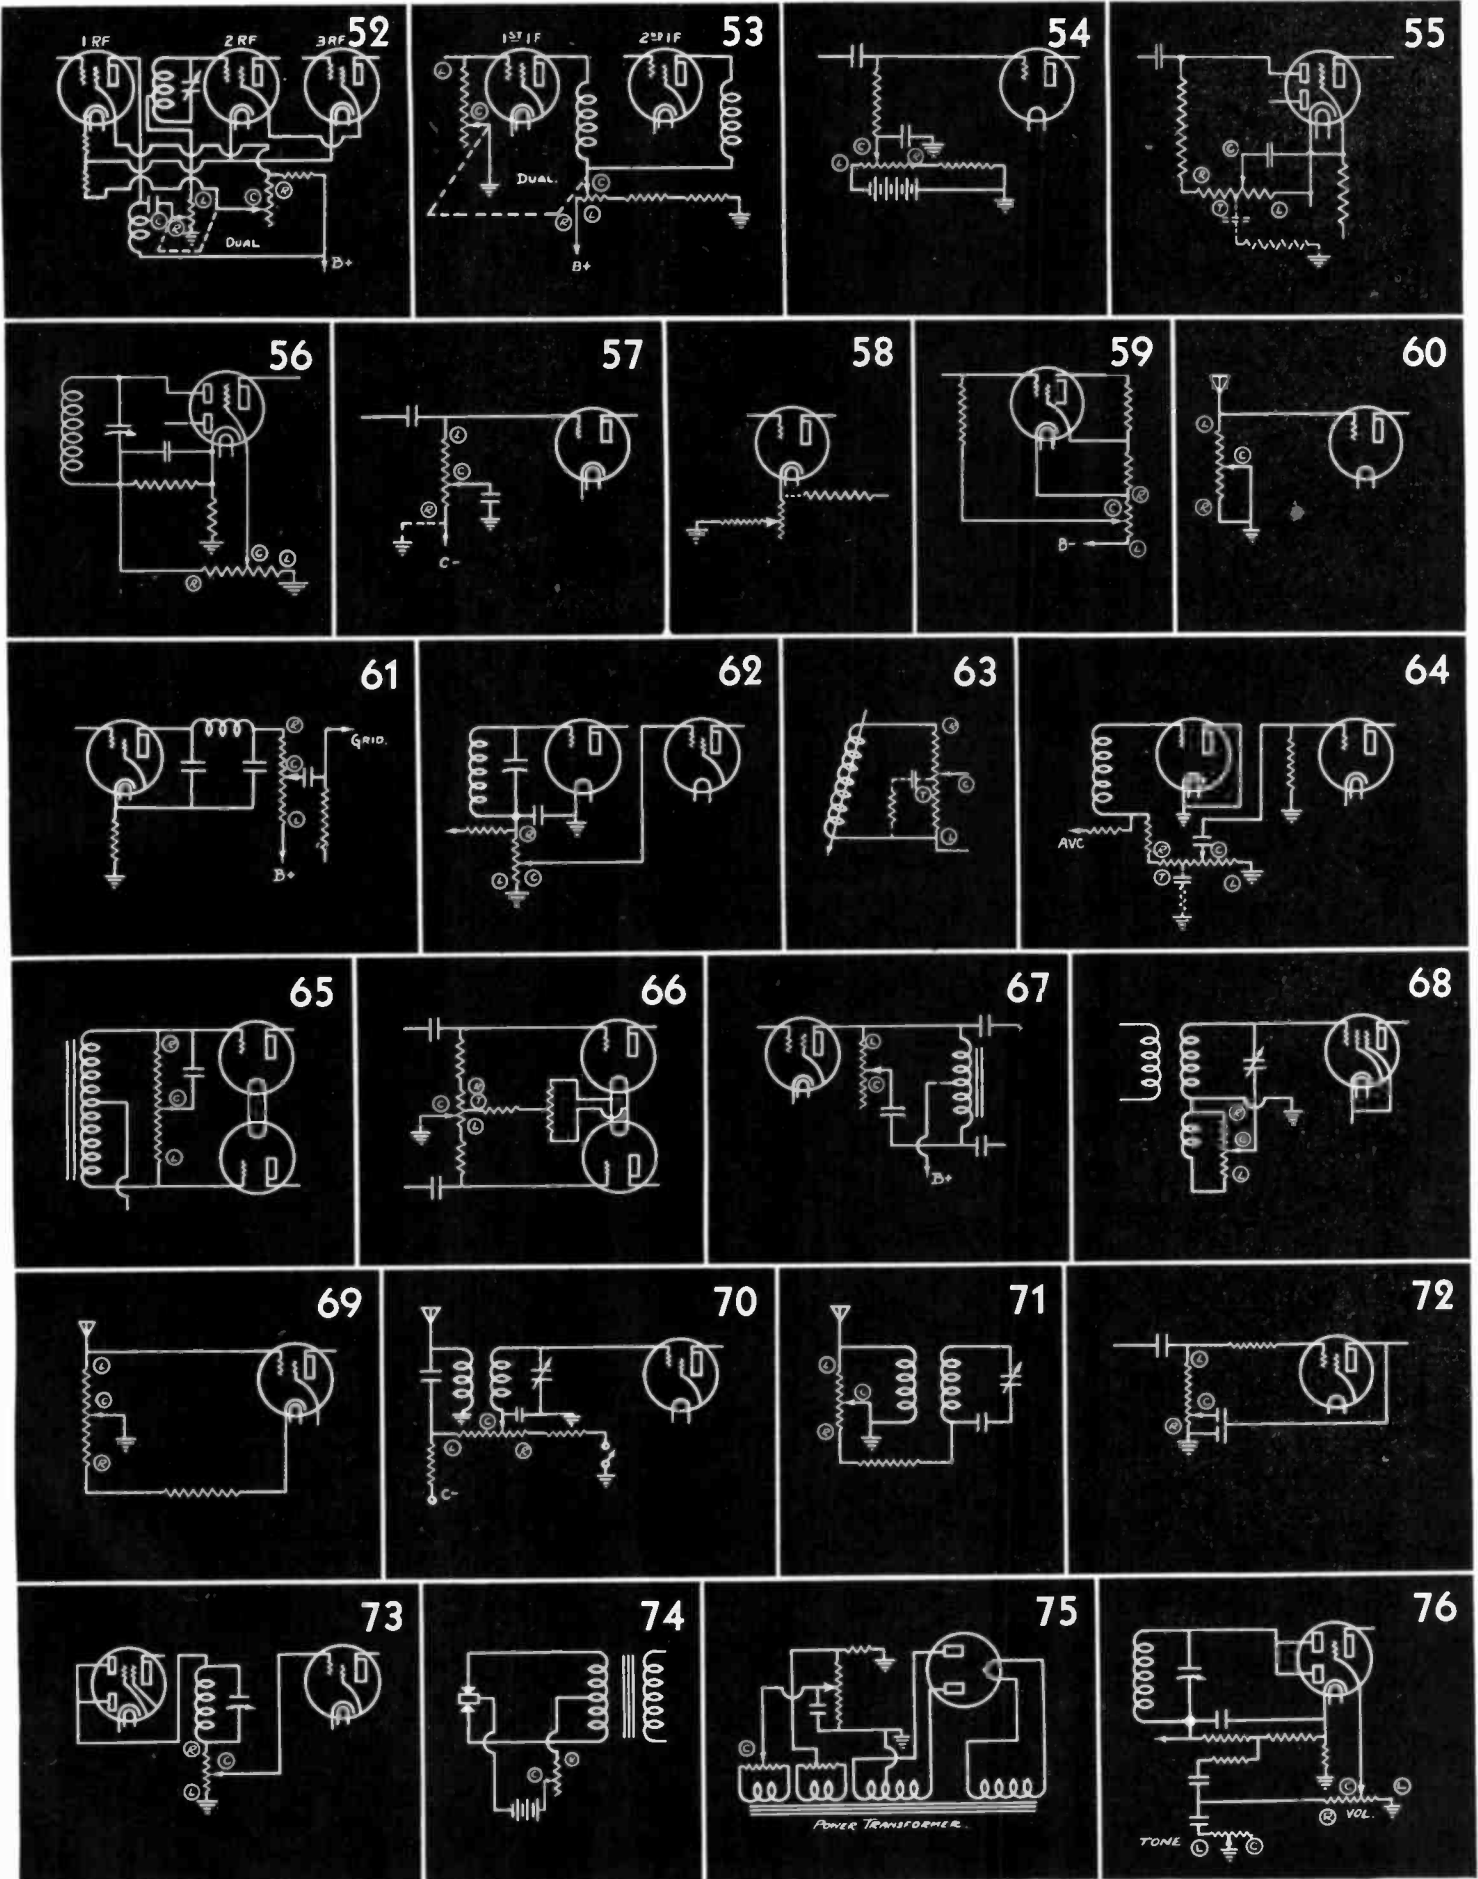 52
1 RF 2 RF 3 RF
L
C R C R
DUAL
B+
53
1ST IF 2ND IF
L
C
DUAL.
C
R L
B+
54
C
L R
55
C
R
T L
56
C L
R
57
L
C
R
C-
58
59
R
C
B- L
60
L
C
R
61
R
GRID.
C
L
B+
62
R
L C
63
R
C
T
L
64
AVC
R C
T L
65
R
C
L
66
R
C T
L
67
L
C
B+
68
R
C
L
69
L
C
R
70
C
L R
C-
71
L
C
R
72
L
C
R
73
R
C
L
74
R
C
75
C
POWER TRANSFORMER.
76
C L
R VOL.
TONE L C